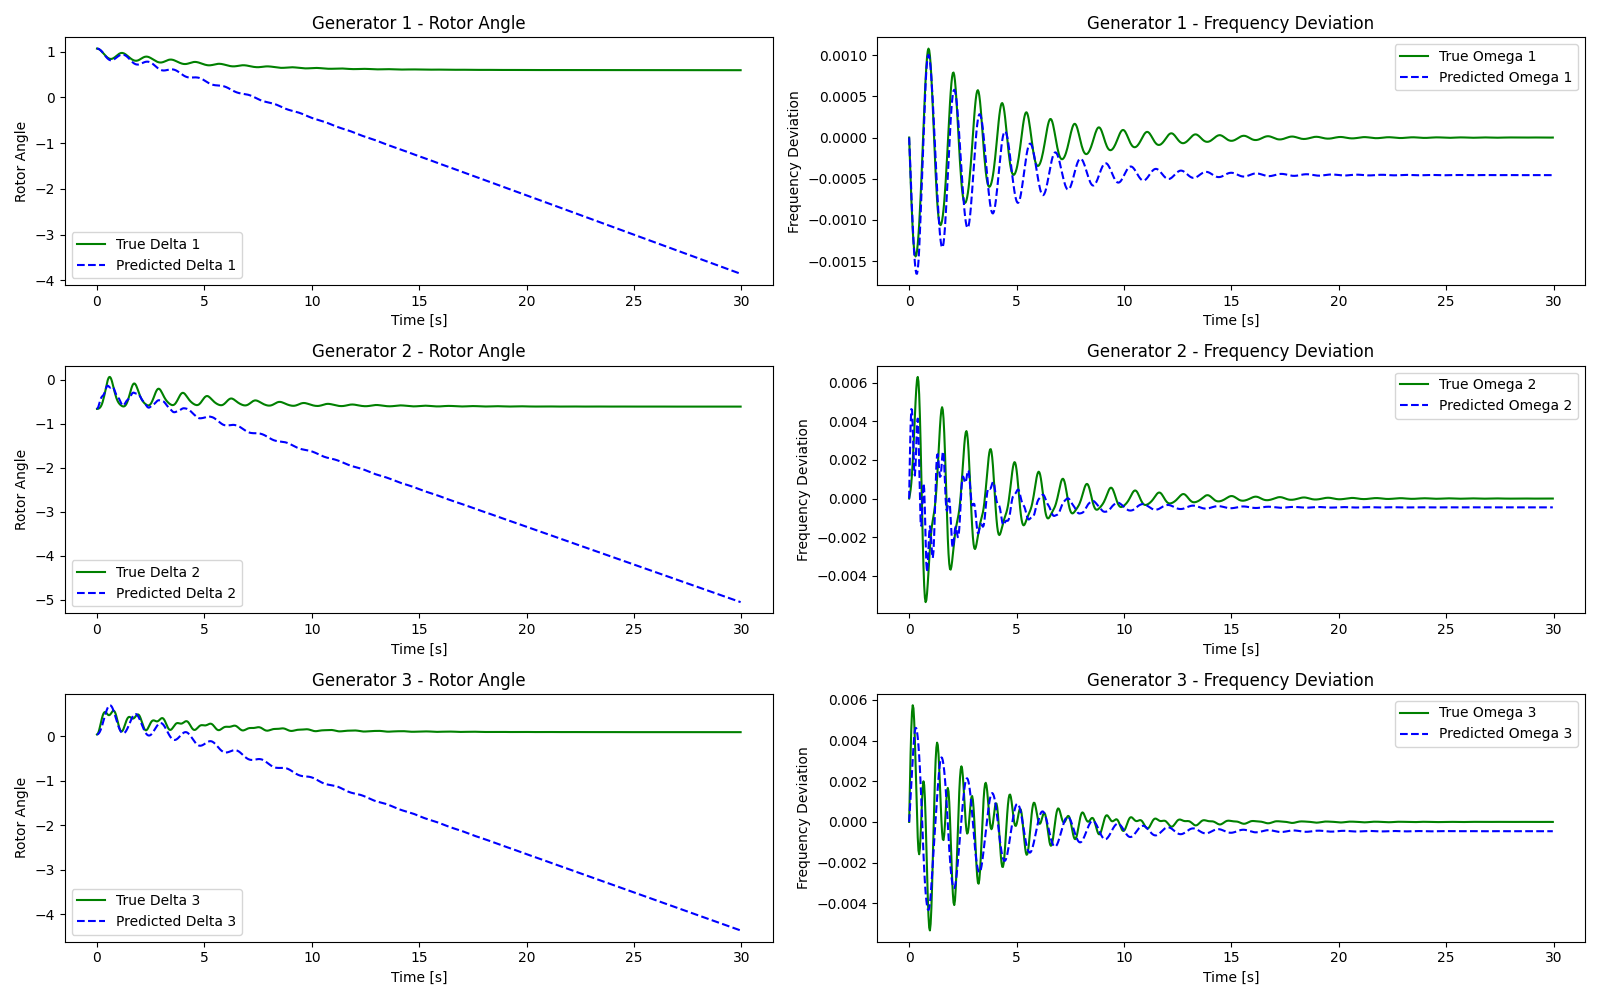 Generator 1 - Rotor Angle
1
0
−1
−2
−3
−4
Rotor Angle
True Delta 1
Predicted Delta 1
0 5 10 15 20 25 30
Time [s]
Generator 1 - Frequency Deviation
0.0010
0.0005
0.0000
−0.0005
−0.0010
−0.0015
Frequency Deviation
True Omega 1
Predicted Omega 1
0 5 10 15 20 25 30
Time [s]
Generator 2 - Rotor Angle
0
−1
−2
−3
−4
−5
Rotor Angle
True Delta 2
Predicted Delta 2
0 5 10 15 20 25 30
Time [s]
Generator 2 - Frequency Deviation
0.006
0.004
0.002
0.000
−0.002
−0.004
Frequency Deviation
True Omega 2
Predicted Omega 2
0 5 10 15 20 25 30
Time [s]
Generator 3 - Rotor Angle
0
−1
−2
−3
−4
Rotor Angle
True Delta 3
Predicted Delta 3
0 5 10 15 20 25 30
Time [s]
Generator 3 - Frequency Deviation
0.006
0.004
0.002
0.000
−0.002
−0.004
Frequency Deviation
True Omega 3
Predicted Omega 3
0 5 10 15 20 25 30
Time [s]